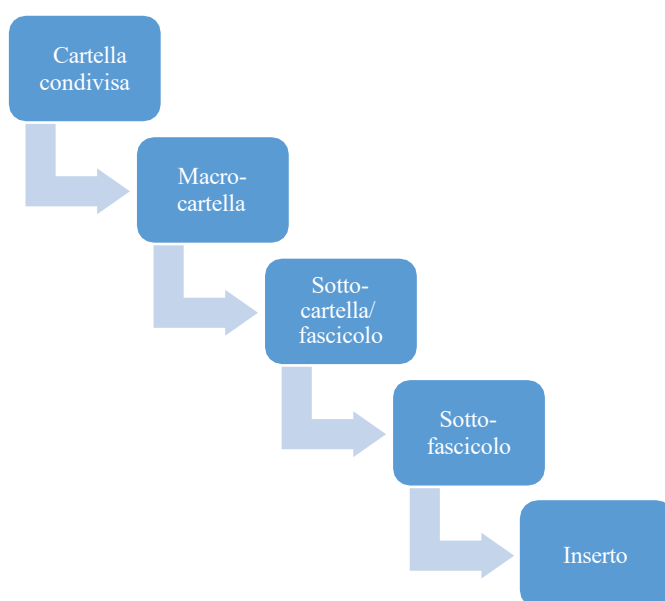 Cartella
condivisa
Macro-
cartella
Sotto-
cartella/
fascicolo
Sotto-
fascicolo
Inserto